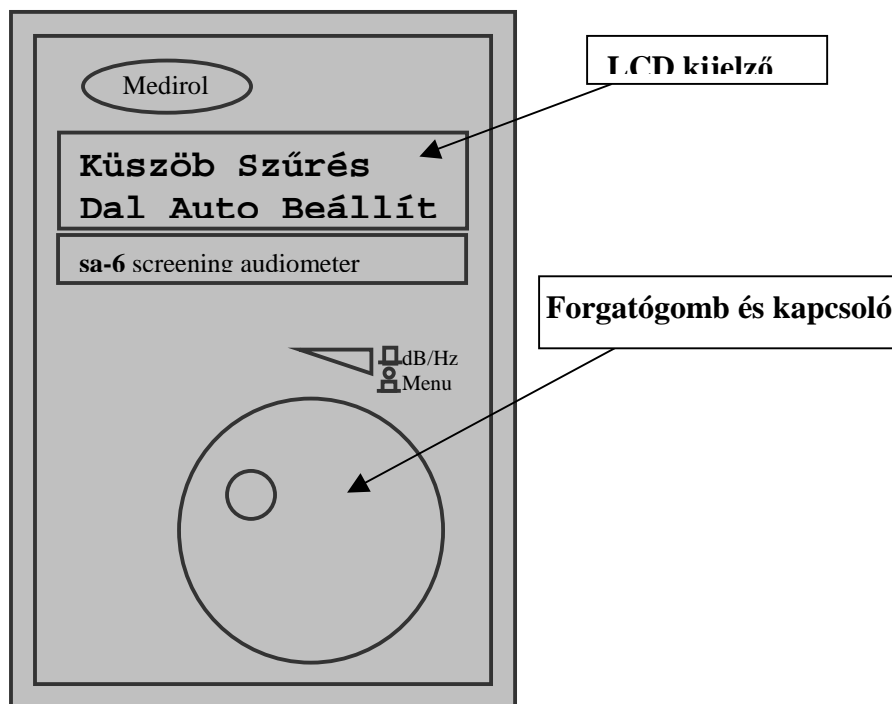 Medirol
LCD kijelző
Küszöb Szűrés
Dal Auto Beállít
sa-6 screening audiometer
Forgatógomb és kapcsoló
dB/Hz
Menu